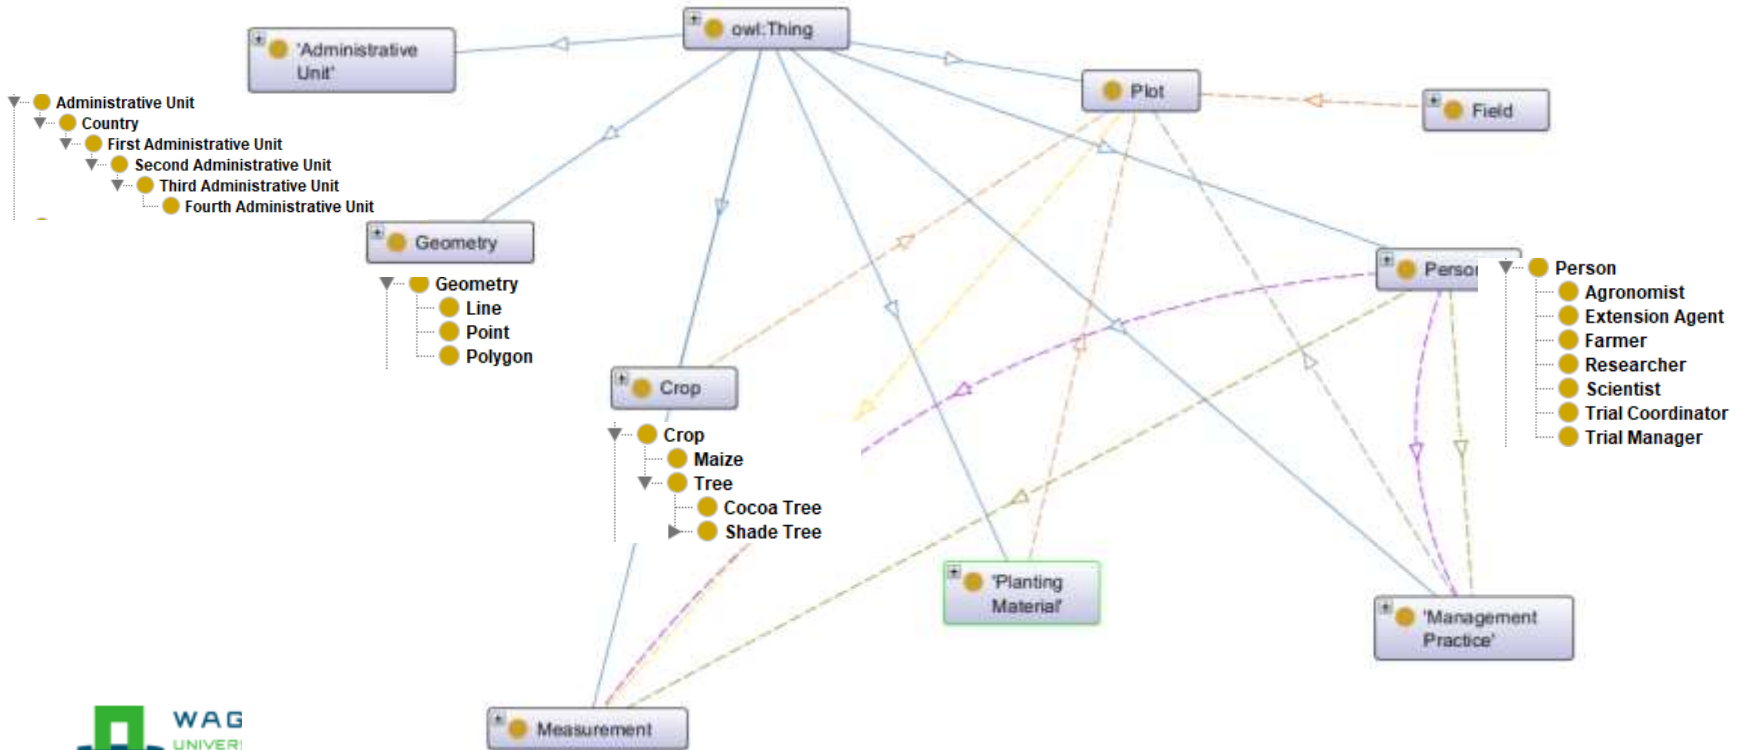 owl:Thing
'Administrative
Unit'
Plot
Field
Administrative Unit
Country
First Administrative Unit
Second Administrative Unit
Third Administrative Unit
Fourth Administrative Unit
Geometry
Geometry
Line
Point
Polygon
Person
Agronomist
Extension Agent
Farmer
Researcher
Scientist
Trial Coordinator
Trial Manager
Crop
Crop
Maize
Tree
Cocoa Tree
Shade Tree
'Planting
Material'
'Management
Practice'
Measurement
WAG
UNIVER